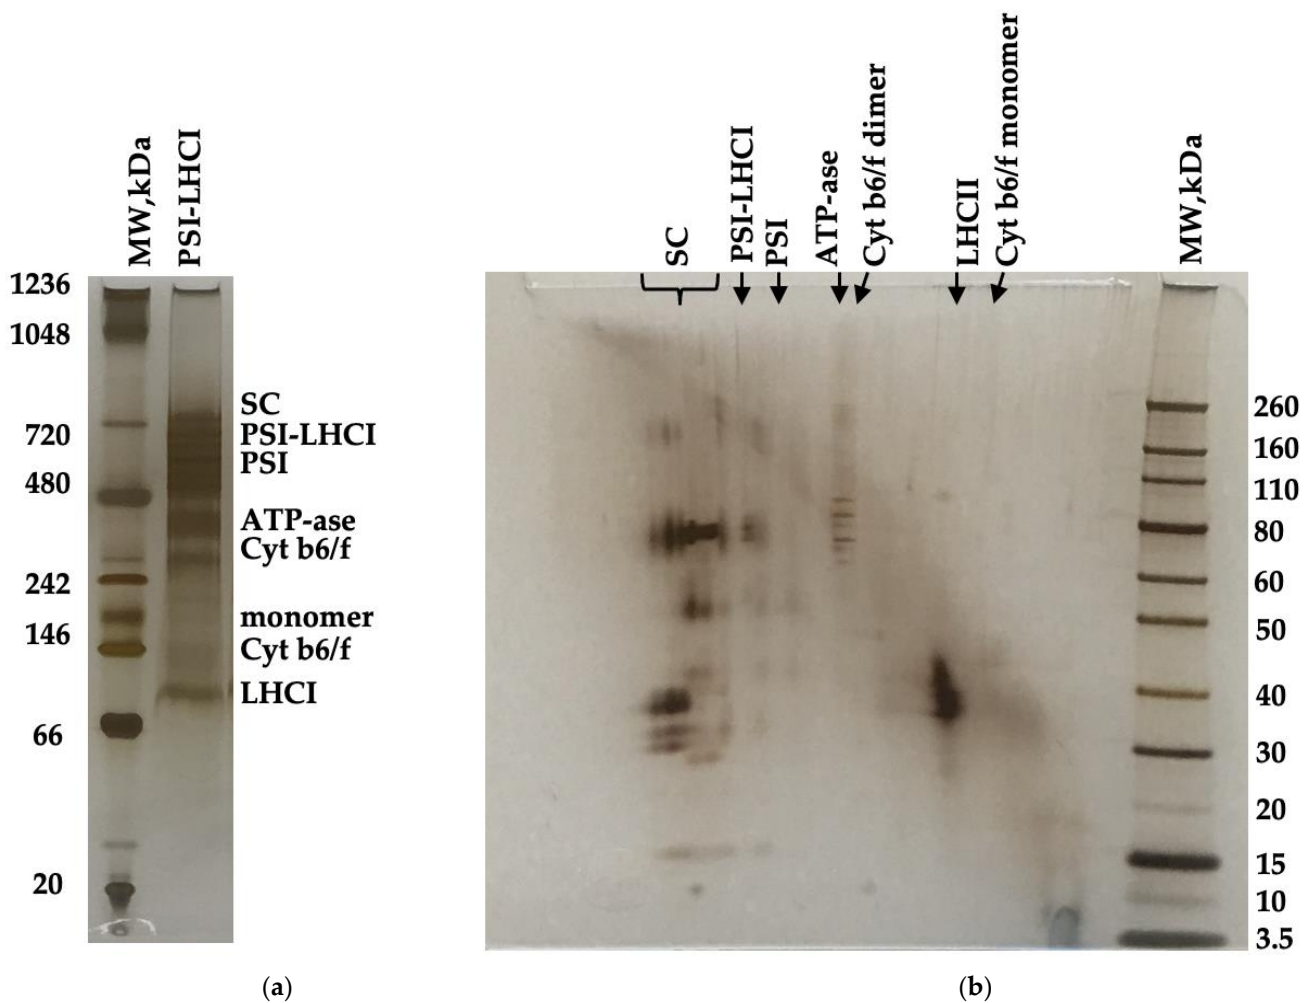 MW,kDa
PSI-LHCI
1236
1048
720
480
242
146
66
20
SC
PSI-LHCI
PSI
ATP-ase
Cyt b6/f
monomer
Cyt b6/f
LHCI
(a)
SC
PSI-LHCI
PSI
ATP-ase
Cyt b6/f dimer
LHCII
Cyt b6/f monomer
MW,kDa
260
160
110
80
60
50
40
30
20
15
10
3.5
(b)